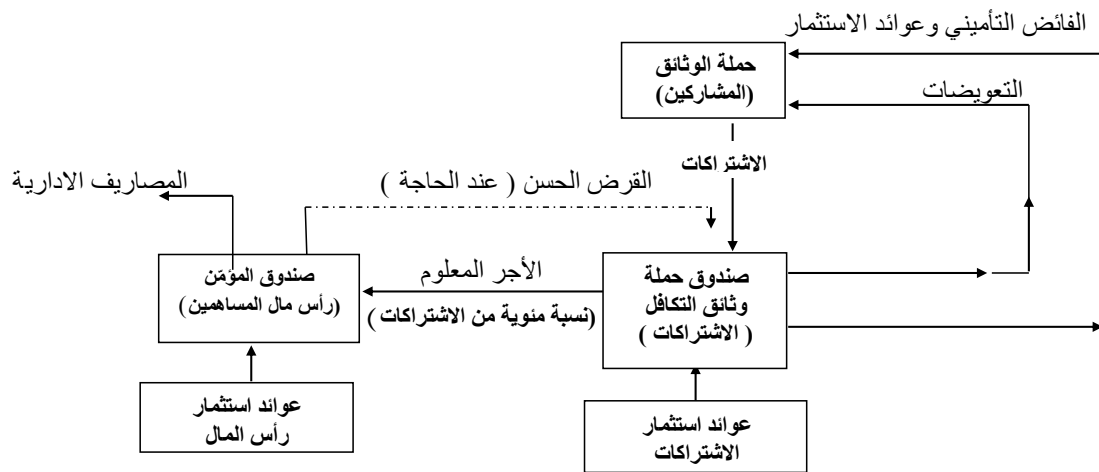 الفائض التأميني وعوائد الاستثمار
حملة الوثائق
(المشاركين)
التعويضات
الاشتراكات
القرض الحسن ( عند الحاجة )
المصاريف الادارية
صندوق حملة
وثائق التكافل
( الاشتراكات )
الأجر المعلوم
(نسبة مئوية من الاشتراكات )
صندوق المؤمّن
(رأس مال المساهمين)
عوائد استثمار
الاشتراكات
عوائد استثمار
رأس المال